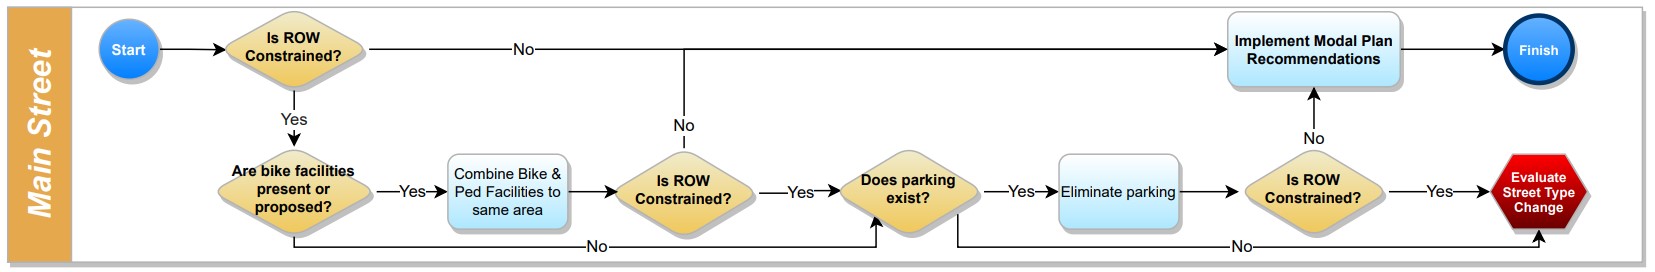 Main Street
Start
Is ROW
Constrained?
No
Implement Modal Plan
Recommendations
Finish
Yes
Are bike facilities
present or
proposed?
Yes
Combine Bike &
Ped Facilities to
same area
No
Is ROW
Constrained?
Yes
Does parking
exist?
Yes
Eliminate parking
No
Is ROW
Constrained?
Yes
Evaluate
Street Type
Change
No
No